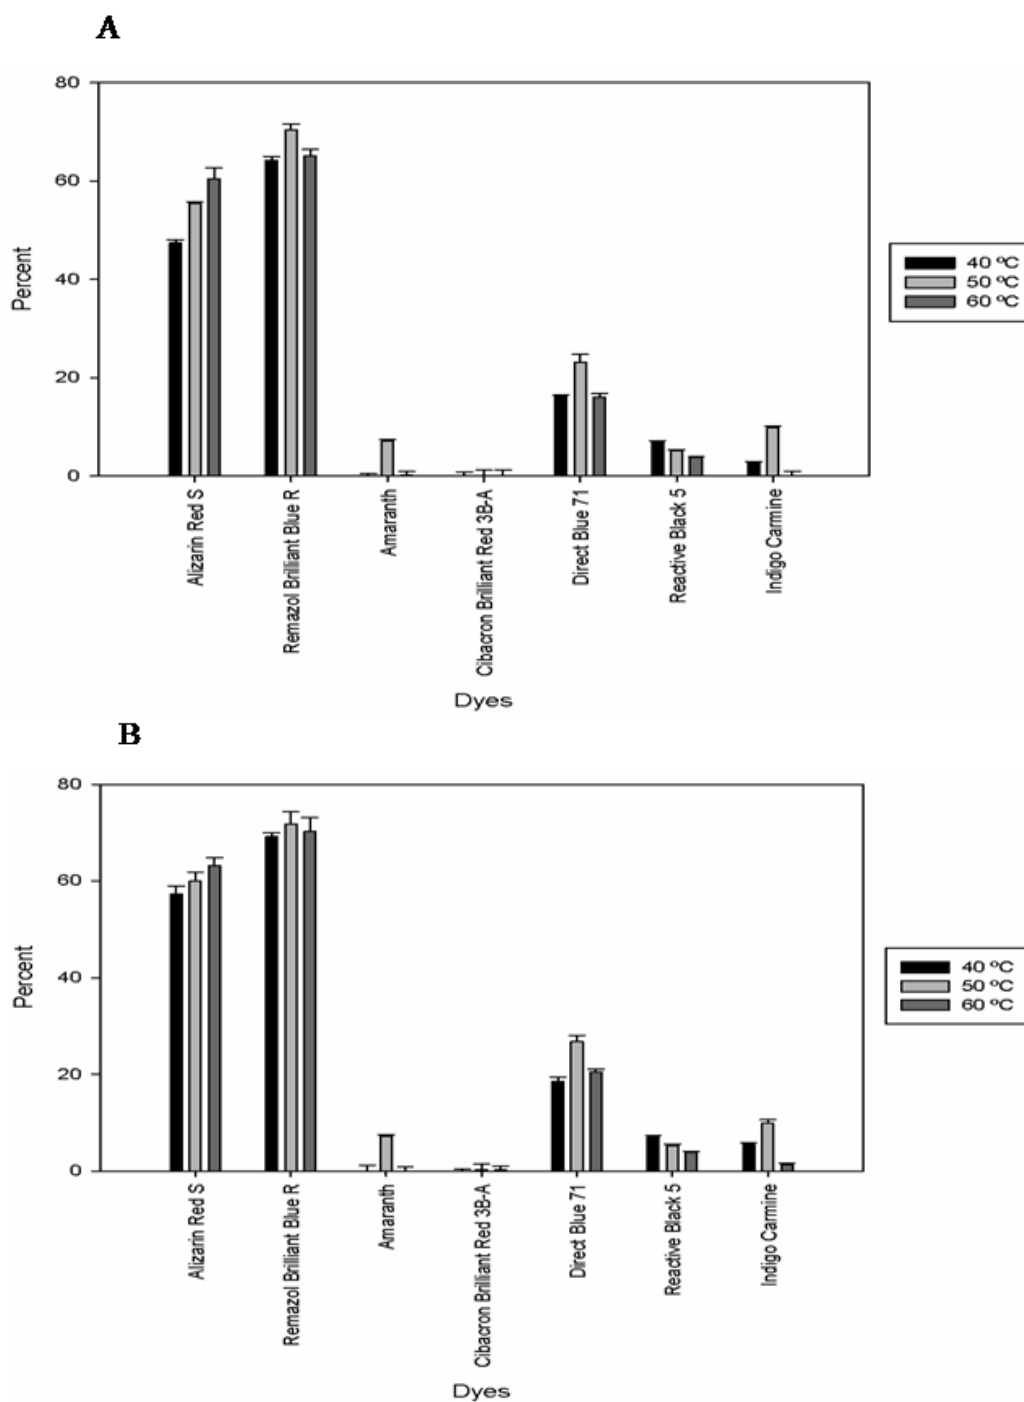 A
80
60
40
20
0
Percent
40 ºC
50 ºC
60 ºC
Alizarin Red S
Remazol Brilliant Blue R
Amaranth
Cibacron Brilliant Red 3B-A
Direct Blue 71
Reactive Black 5
Indigo Carmine
Dyes
B
80
60
40
20
0
Percent
40 ºC
50 ºC
60 ºC
Alizarin Red S
Remazol Brilliant Blue R
Amaranth
Cibacron Brilliant Red 3B-A
Direct Blue 71
Reactive Black 5
Indigo Carmine
Dyes